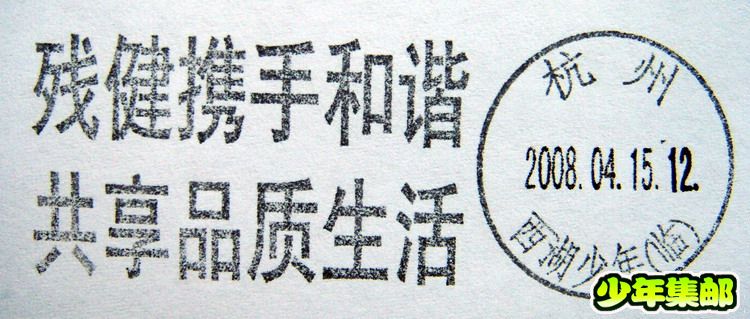 残健携手和谐
共享品质生活
杭州
2008.04.15.12.
西湖少年(临)
少年集邮